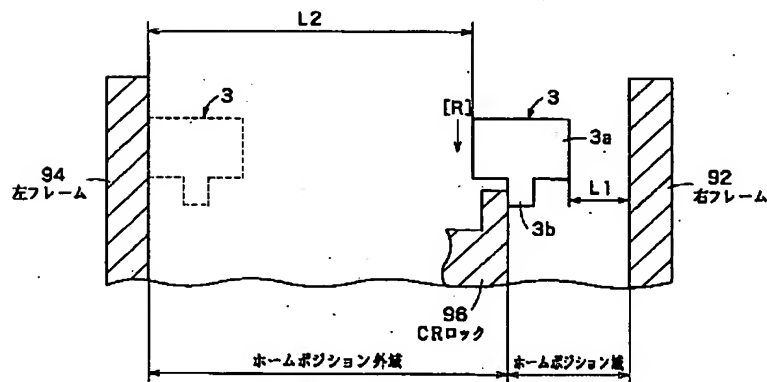 L2
3
[R]
3
3a
94
左フレーム
L1
92
右フレーム
3b
96
CRロック
ホームポジション外域
ホームポジション域